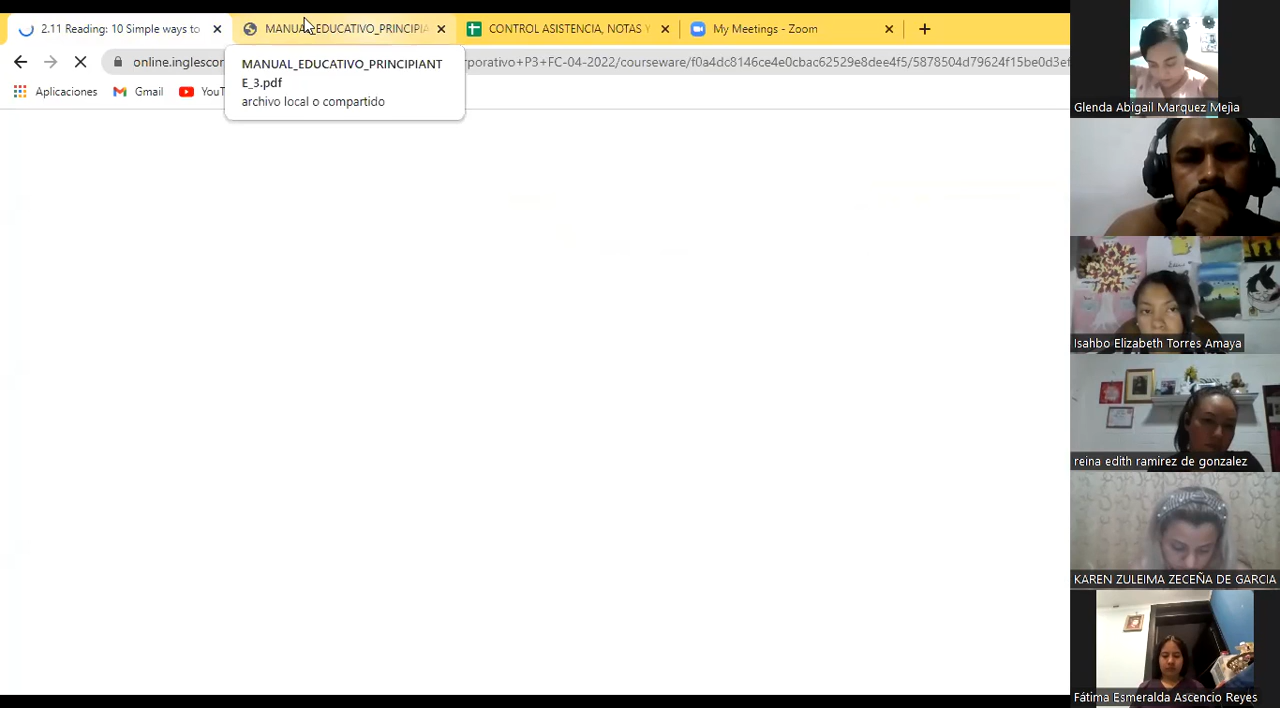 2.11 Reading: 10 Simple ways to
MANUAL_EDUCATIVO_PRINCIPIA
CONTROL ASISTENCIA, NOTAS Y
My Meetings - Zoom
online.inglescor
rporativo+P3+FC-04-2022/courseware/f0a4dc8146ce4e0cbac62529e8dee4f5/5878504d79624f15be0d3ef
MANUAL_EDUCATIVO_PRINCIPIANT
E_3.pdf
archivo local o compartido
Aplicaciones
Gmail
YouT
Glenda Abigail Marquez Mejia
Isahbo Elizabeth Torres Amaya
reina edith ramirez de gonzalez
KAREN ZULEIMA ZECEÑA DE GARCIA
Fátima Esmeralda Ascencio Reyes